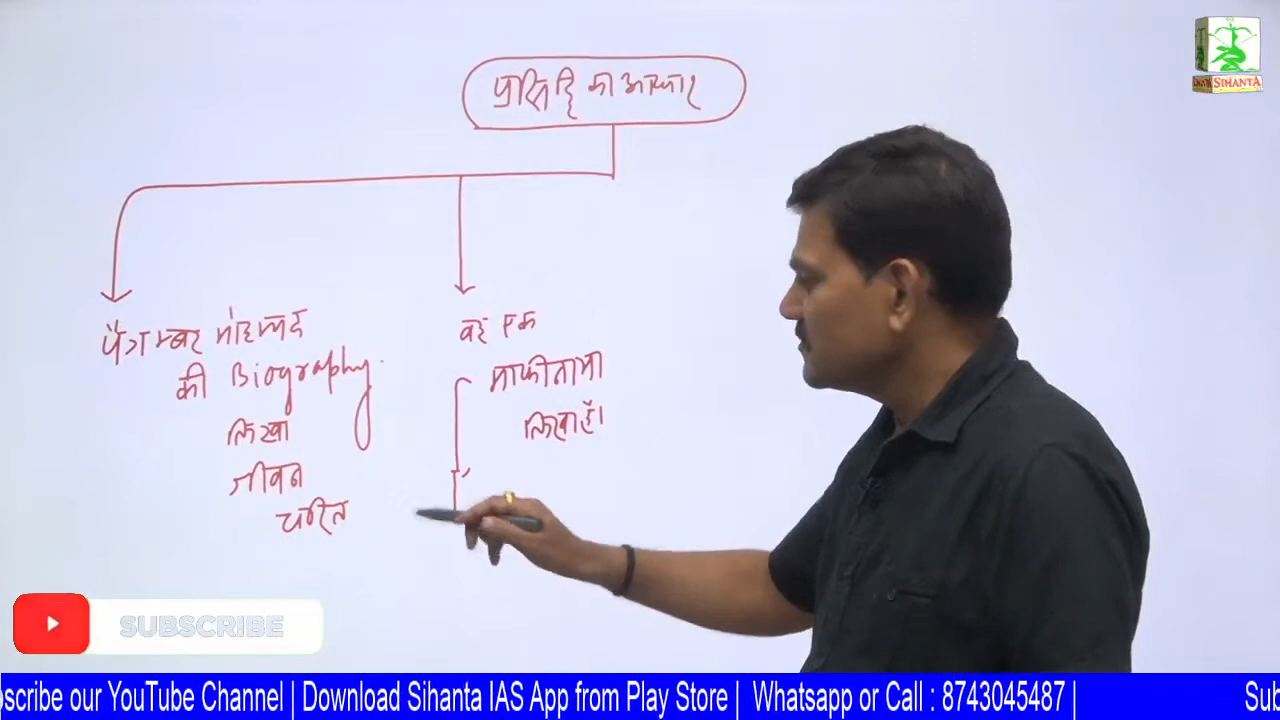 SIHANTA
प्रसिद्धि का आधार
पैगम्बर मोहम्मद
की Biography
लिखा
जीवन
चरित
वह एक
माफीनामा
लिखा है।
SUBSCRIBE
bscribe our YouTube Channel | Download Sihanta IAS App from Play Store | Whatsapp or Call : 8743045487 | Sub